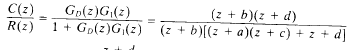 C(z)/R(z) = G_D(z)G_1(z)/(1 + G_D(z)G_1(z)) = (z + b)(z + d)/((z + b)[(z + a)(z + c) + z + d])
z + d